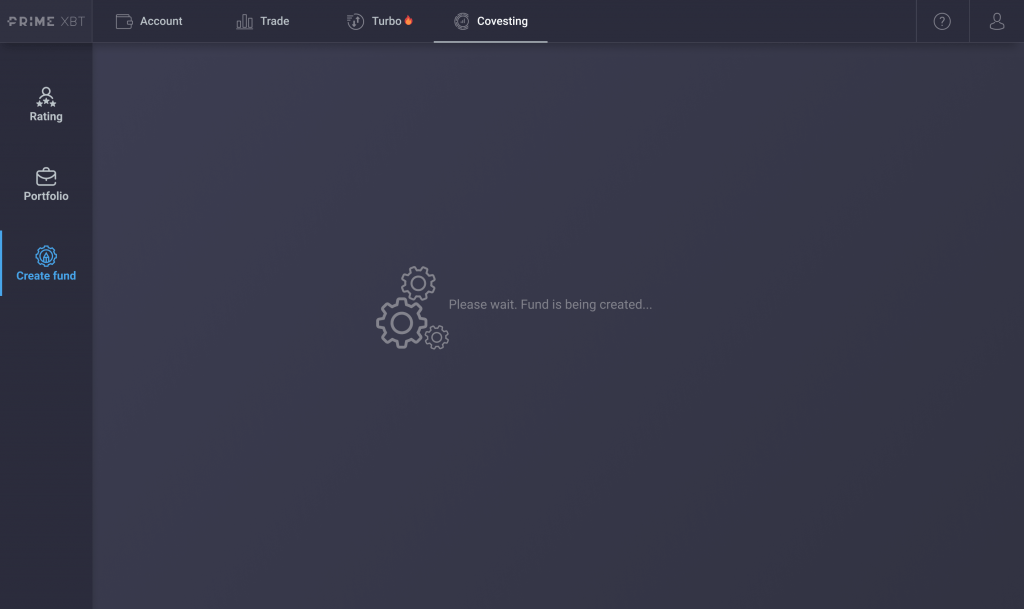 PRIME XBT
Account
Trade
Turbo
Covesting
?
Rating
Portfolio
Create fund
Please wait. Fund is being created...